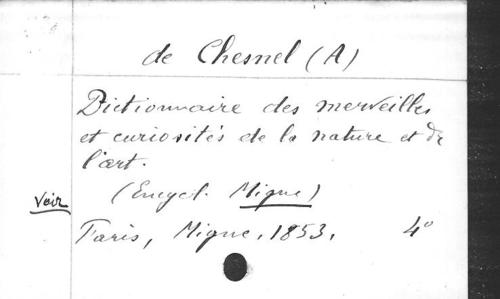 de Chesnel (A)
Dictionnaire des merveilles
et curiosités de la nature et de
l'art.
(Encycl. Migne)
voir
Paris, Migne, 1853. 4°